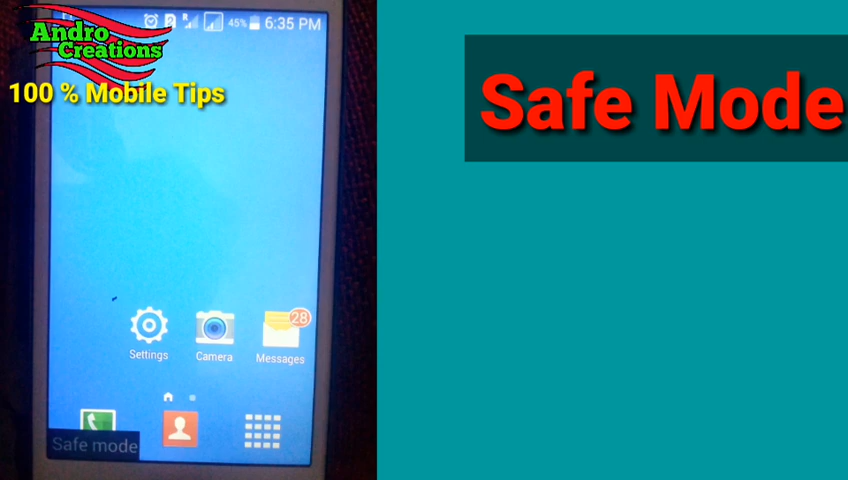 Andro
Creations
100 % Mobile Tips
45% 6:35 PM
Safe Mode
28
Settings
Camera
Messages
Safe mode